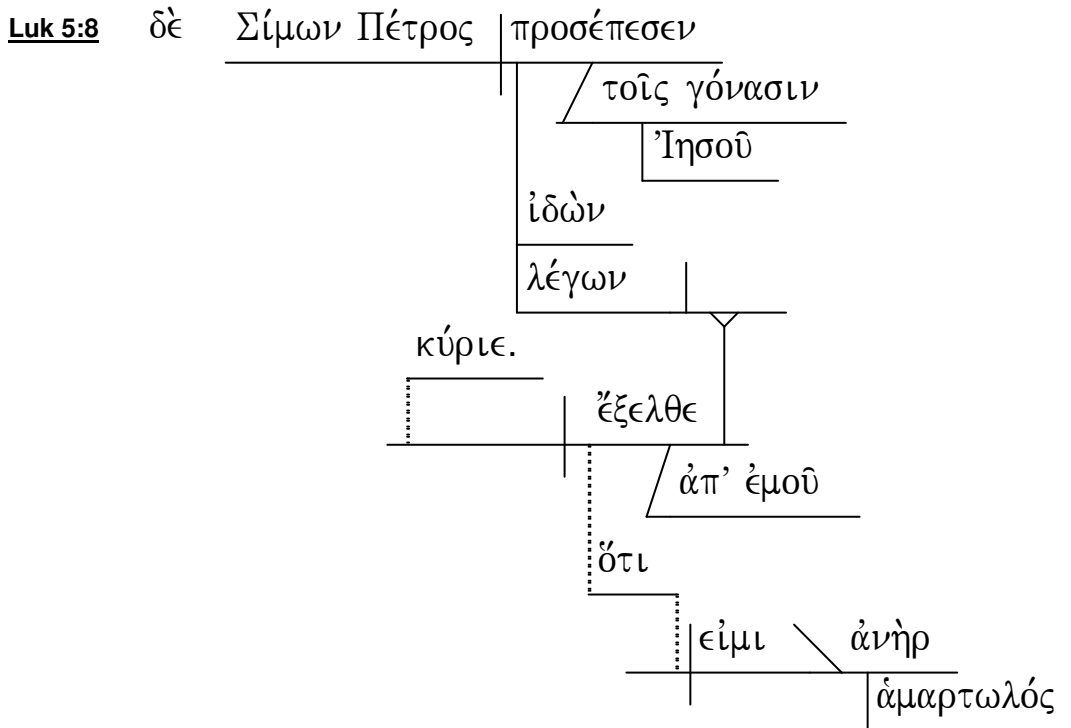 Luk 5:8 δὲ Σίμων Πέτρος προσέπεσεν
τοῖς γόνασιν
Ἰησοῦ
ἰδὼν
λέγων
κύριε.
ἔξελθε
ἀπ’ ἐμοῦ
ὅτι
εἰμι ἀνὴρ
ἁμαρτωλός